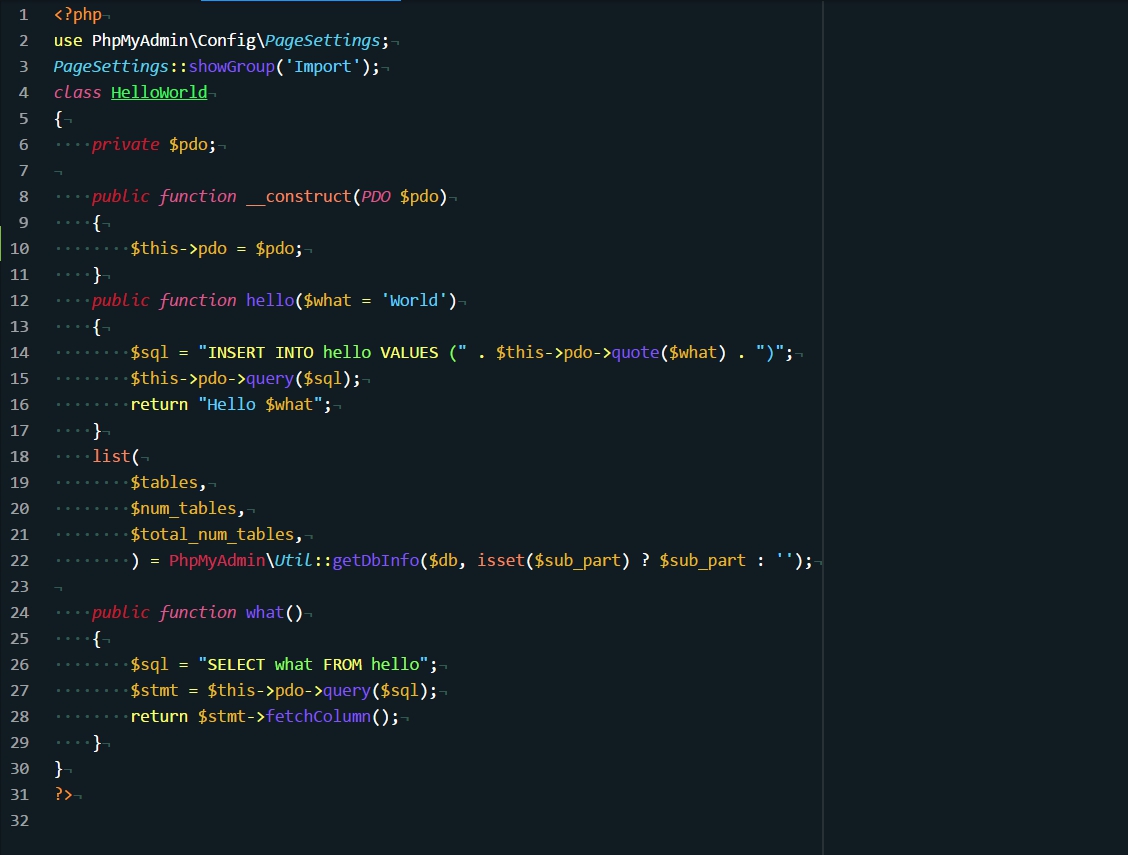 1 <?php¬
2 use PhpMyAdmin\Config\PageSettings;¬
3 PageSettings::showGroup('Import');¬
4 class HelloWorld¬
5 {¬
6 ····private $pdo;¬
7 ¬
8 ····public function __construct(PDO $pdo)¬
9 ····{¬
10 ········$this->pdo = $pdo;¬
11 ····}¬
12 ····public function hello($what = 'World')¬
13 ····{¬
14 ········$sql = "INSERT INTO hello VALUES (" . $this->pdo->quote($what) . ")";¬
15 ········$this->pdo->query($sql);¬
16 ········return "Hello $what";¬
17 ····}¬
18 ····list(¬
19 ········$tables,¬
20 ········$num_tables,¬
21 ········$total_num_tables,¬
22 ········) = PhpMyAdmin\Util::getDbInfo($db, isset($sub_part) ? $sub_part : '');¬
23 ¬
24 ····public function what()¬
25 ····{¬
26 ········$sql = "SELECT what FROM hello";¬
27 ········$stmt = $this->pdo->query($sql);¬
28 ········return $stmt->fetchColumn();¬
29 ····}¬
30 }¬
31 ?>¬
32